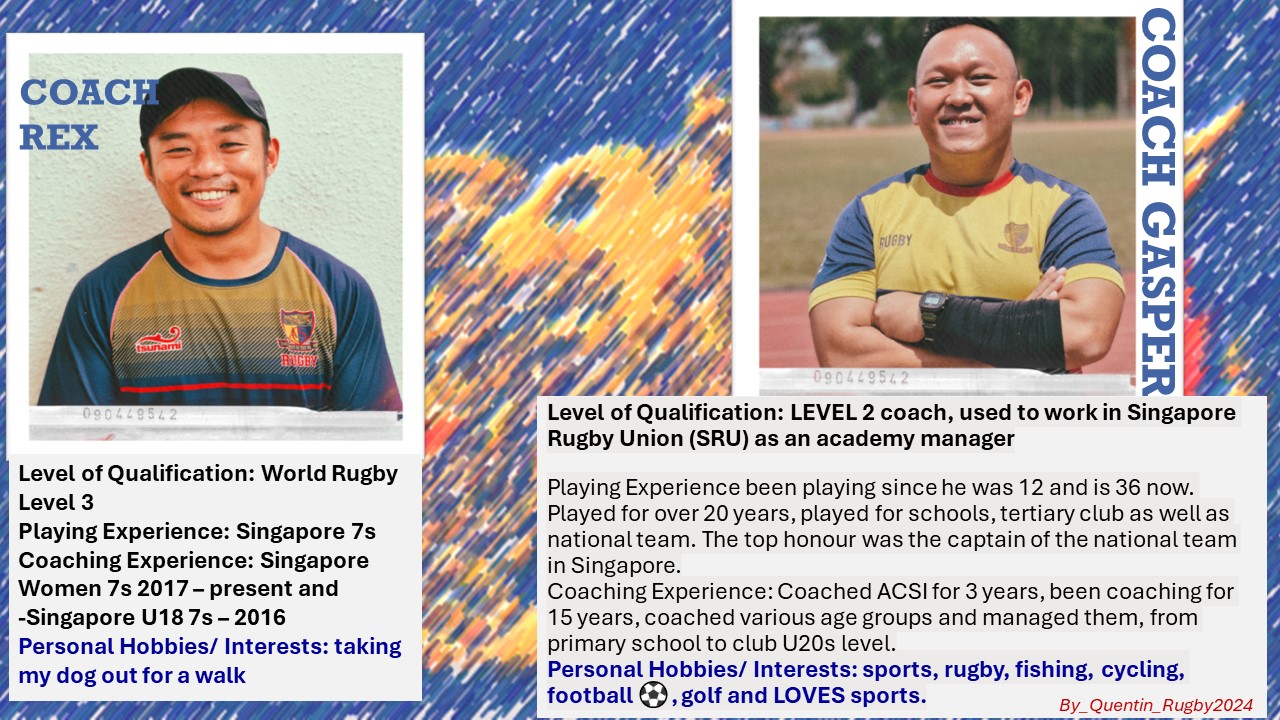 COACH
REX
tsunami
RUGBY
090449542
Level of Qualification: World Rugby
Level 3
Playing Experience: Singapore 7s
Coaching Experience: Singapore
Women 7s 2017 – present and
-Singapore U18 7s – 2016
Personal Hobbies/ Interests: taking
my dog out for a walk
COACH GASPER
RUGBY
090449542
Level of Qualification: LEVEL 2 coach, used to work in Singapore
Rugby Union (SRU) as an academy manager
Playing Experience been playing since he was 12 and is 36 now.
Played for over 20 years, played for schools, tertiary club as well as
national team. The top honour was the captain of the national team
in Singapore.
Coaching Experience: Coached ACSI for 3 years, been coaching for
15 years, coached various age groups and managed them, from
primary school to club U20s level.
Personal Hobbies/ Interests: sports, rugby, fishing, cycling,
football ⚽, golf and LOVES sports.
By_Quentin_Rugby2024